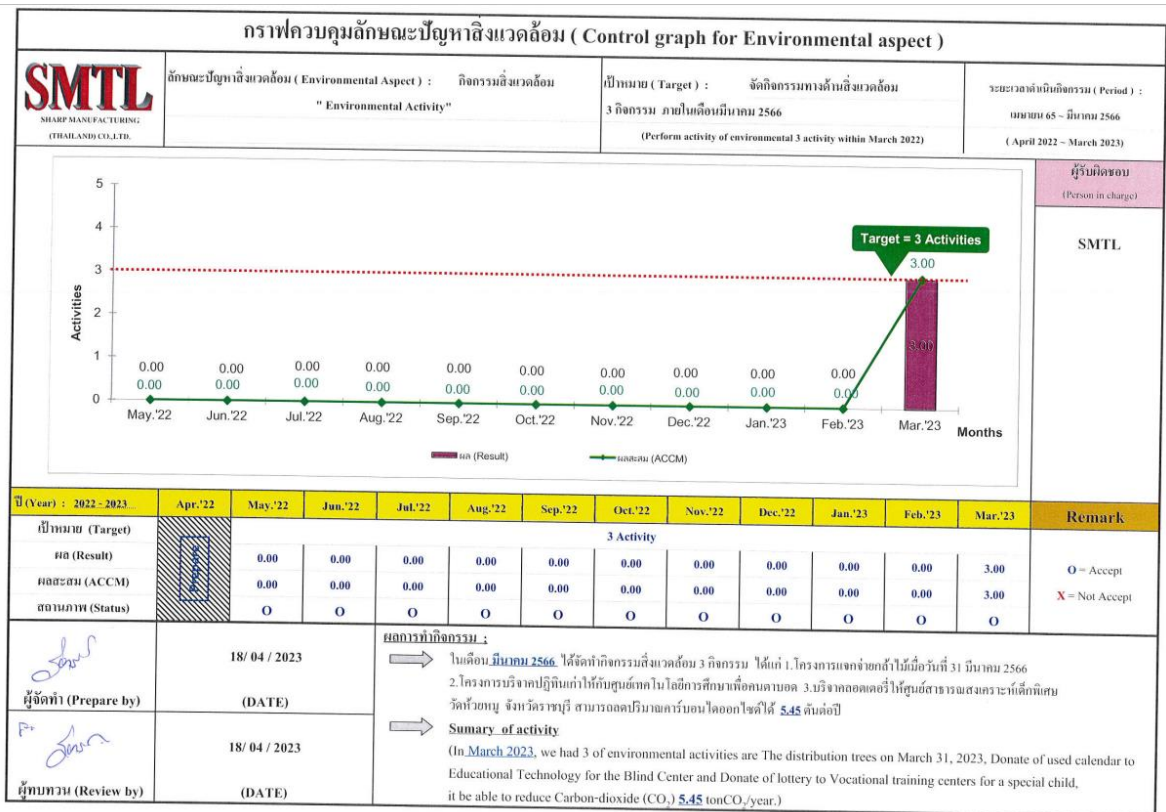 กราฟควบคุมลักษณะปัญหาสิ่งแวดล้อม ( Control graph for Environmental aspect )
SMTL
SHARP MANUFACTURING
(THAILAND) CO.,LTD.
ลักษณะปัญหาสิ่งแวดล้อม ( Environmental Aspect ) : กิจกรรมสิ่งแวดล้อม
" Environmental Activity"
เป้าหมาย ( Target ) : จัดกิจกรรมทางด้านสิ่งแวดล้อม
3 กิจกรรม ภายในเดือนมีนาคม 2566
(Perform activity of environmental 3 activity within March 2022)
ระยะเวลาดำเนินกิจกรรม ( Period ) :
เมษายน 65 ~ มีนาคม 2566
( April 2022 ~ March 2023)
ผู้รับผิดชอบ
(Person in charge)
SMTL
5
4
3
2
1
0
Activities
Target = 3 Activities
3.00
3.00
0.00 0.00 0.00 0.00 0.00 0.00 0.00 0.00 0.00 0.00
0.00 0.00 0.00 0.00 0.00 0.00 0.00 0.00 0.00 0.00
May.'22 Jun.'22 Jul.'22 Aug.'22 Sep.'22 Oct.'22 Nov.'22 Dec.'22 Jan.'23 Feb.'23 Mar.'23 Months
ผล (Result) ผลสะสม (ACCM)
ปี (Year) : 2022 - 2023 Apr.'22 May.'22 Jun.'22 Jul.'22 Aug.'22 Sep.'22 Oct.'22 Nov.'22 Dec.'22 Jan.'23 Feb.'23 Mar.'23 Remark
เป้าหมาย (Target) 3 Activity
Prepare
ผล (Result) 0.00 0.00 0.00 0.00 0.00 0.00 0.00 0.00 0.00 0.00 3.00 O = Accept
ผลสะสม (ACCM) 0.00 0.00 0.00 0.00 0.00 0.00 0.00 0.00 0.00 0.00 3.00 X = Not Accept
สถานภาพ (Status) O O O O O O O O O O O
18/ 04 / 2023
ผู้จัดทำ (Prepare by) (DATE)
18/ 04 / 2023
ผู้ทบทวน (Review by) (DATE)
ผลการทำกิจกรรม :
ในเดือน มีนาคม 2566 ได้จัดทำกิจกรรมสิ่งแวดล้อม 3 กิจกรรม ได้แก่ 1.โครงการแจกจ่ายกล้าไม้เมื่อวันที่ 31 มีนาคม 2566
2.โครงการบริจาคปฏิทินเก่าให้กับศูนย์เทคโนโลยีการศึกษาเพื่อคนตาบอด 3.บริจาคลอตเตอรี่ให้ศูนย์สาธารณสงเคราะห์เด็กพิเศษ
วัดห้วยหมู จังหวัดราชบุรี สามารถลดปริมาณคาร์บอนไดออกไซด์ได้ 5.45 ตันต่อปี
Sumary of activity
(In March 2023, we had 3 of environmental activities are The distribution trees on March 31, 2023, Donate of used calendar to
Educational Technology for the Blind Center and Donate of lottery to Vocational training centers for a special child,
it be able to reduce Carbon-dioxide (CO₂) 5.45 tonCO₂/year.)